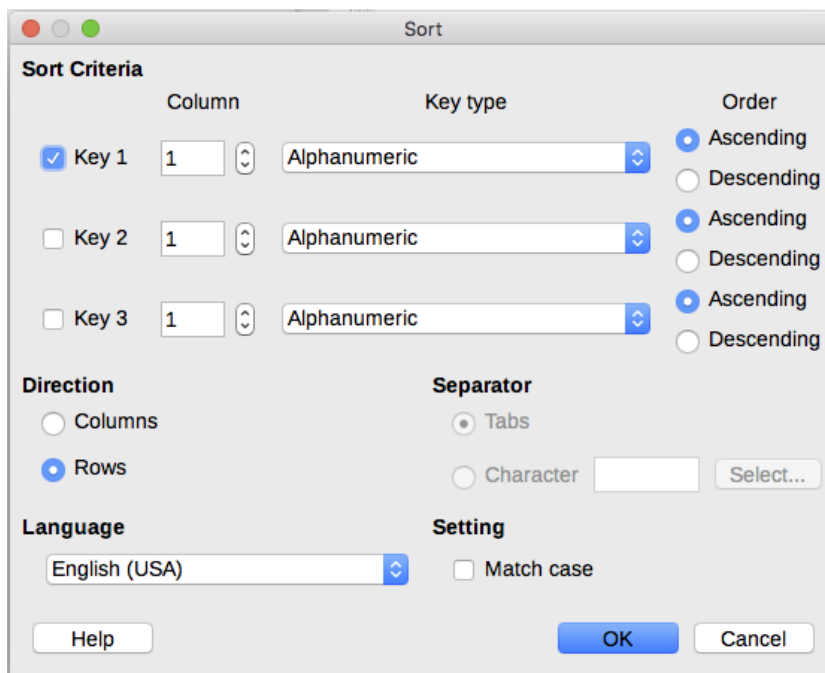 Sort
Sort Criteria
Column Key type Order
Key 1 1 Alphanumeric Ascending
Descending
Key 2 1 Alphanumeric Ascending
Descending
Key 3 1 Alphanumeric Ascending
Descending
Direction Separator
Columns Tabs
Rows Character Select...
Language Setting
English (USA) Match case
Help OK Cancel